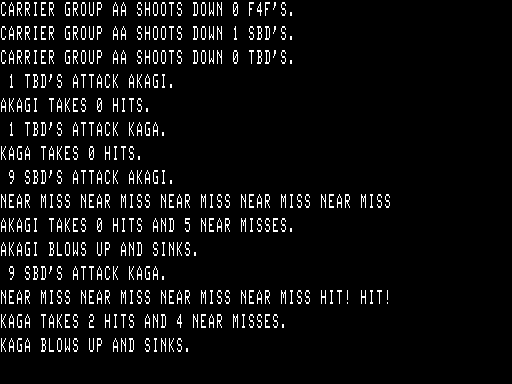 CARRIER GROUP AA SHOOTS DOWN 0 F4F'S.
CARRIER GROUP AA SHOOTS DOWN 1 SBD'S.
CARRIER GROUP AA SHOOTS DOWN 0 TBD'S.
1 TBD'S ATTACK AKAGI.
AKAGI TAKES 0 HITS.
1 TBD'S ATTACK KAGA.
KAGA TAKES 0 HITS.
9 SBD'S ATTACK AKAGI.
NEAR MISS NEAR MISS NEAR MISS NEAR MISS NEAR MISS
AKAGI TAKES 0 HITS AND 5 NEAR MISSES.
AKAGI BLOWS UP AND SINKS.
9 SBD'S ATTACK KAGA.
NEAR MISS NEAR MISS NEAR MISS NEAR MISS HIT! HIT!
KAGA TAKES 2 HITS AND 4 NEAR MISSES.
KAGA BLOWS UP AND SINKS.